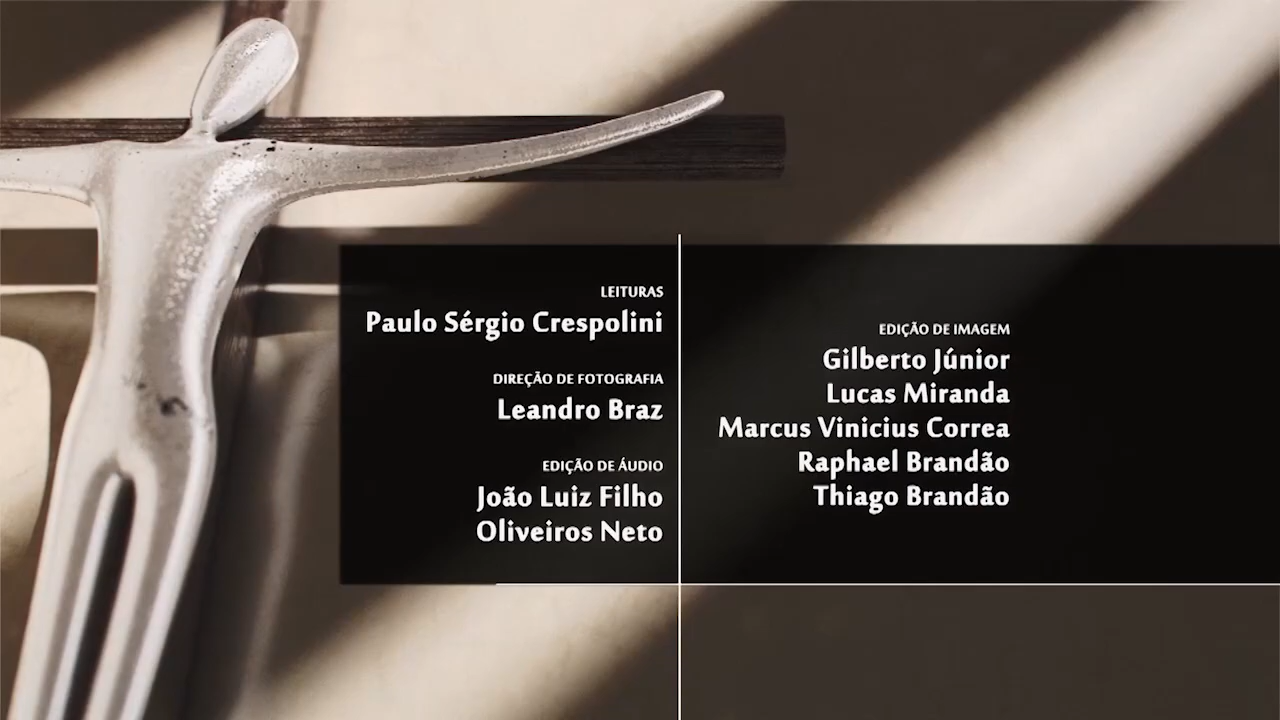 LEITURAS
Paulo Sérgio Crespolini
DIREÇÃO DE FOTOGRAFIA
Leandro Braz
EDIÇÃO DE ÁUDIO
João Luiz Filho
Oliveiros Neto
EDIÇÃO DE IMAGEM
Gilberto Júnior
Lucas Miranda
Marcus Vinicius Correa
Raphael Brandão
Thiago Brandão